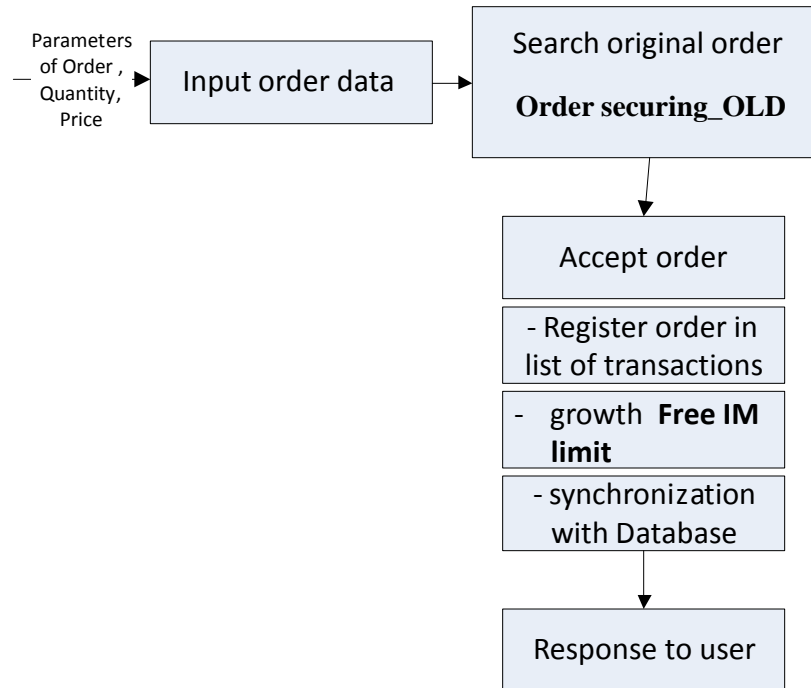 Parameters
of Order ,
Quantity,
Price
Input order data
Search original order
Order securing_OLD
Accept order
- Register order in
list of transactions
- growth Free IM
limit
- synchronization
with Database
Response to user